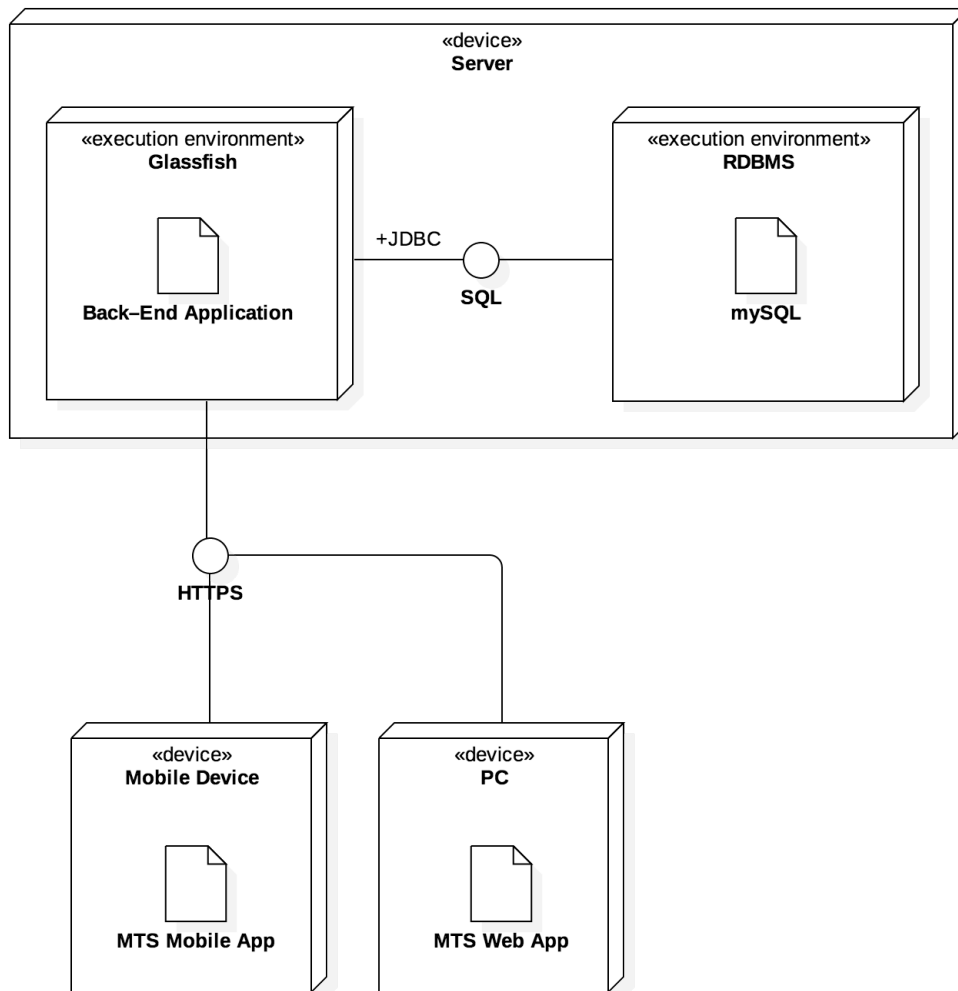 «device»
Server
«execution environment»
Glassfish
Back–End Application
+JDBC
SQL
«execution environment»
RDBMS
mySQL
HTTPS
«device»
Mobile Device
MTS Mobile App
«device»
PC
MTS Web App